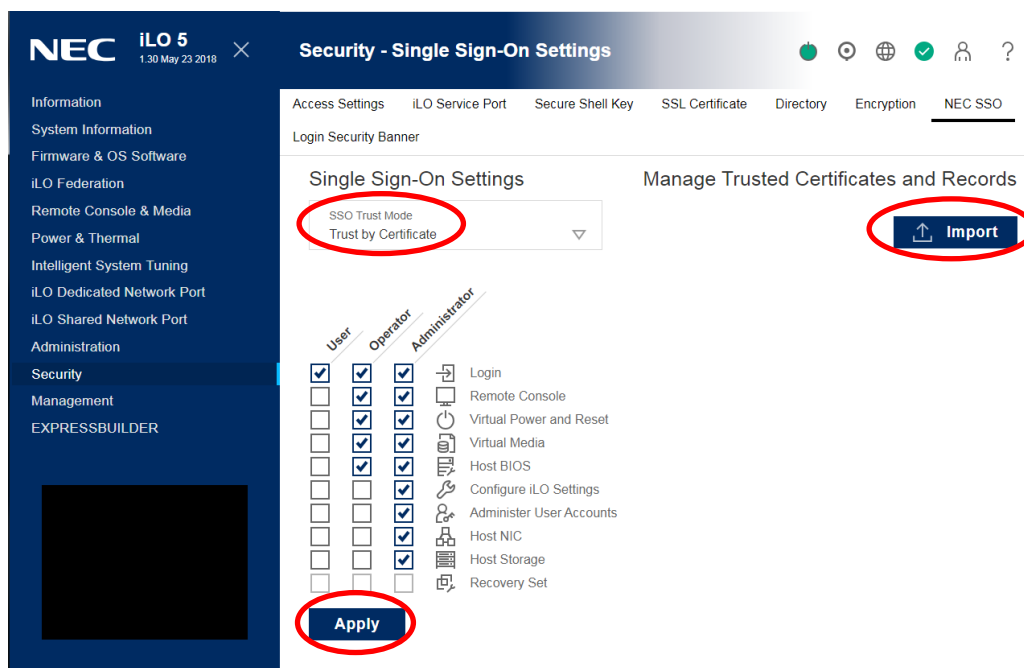 NEC
iLO 5
1.30 May 23 2018
Security - Single Sign-On Settings
?
Information
System Information
Firmware & OS Software
iLO Federation
Remote Console & Media
Power & Thermal
Intelligent System Tuning
iLO Dedicated Network Port
iLO Shared Network Port
Administration
Security
Management
EXPRESSBUILDER
Access Settings iLO Service Port Secure Shell Key SSL Certificate Directory Encryption NEC SSO
Login Security Banner
Single Sign-On Settings
Manage Trusted Certificates and Records
SSO Trust Mode
Trust by Certificate
Import
User Operator Administrator
Login
Remote Console
Virtual Power and Reset
Virtual Media
Host BIOS
Configure iLO Settings
Administer User Accounts
Host NIC
Host Storage
Recovery Set
Apply